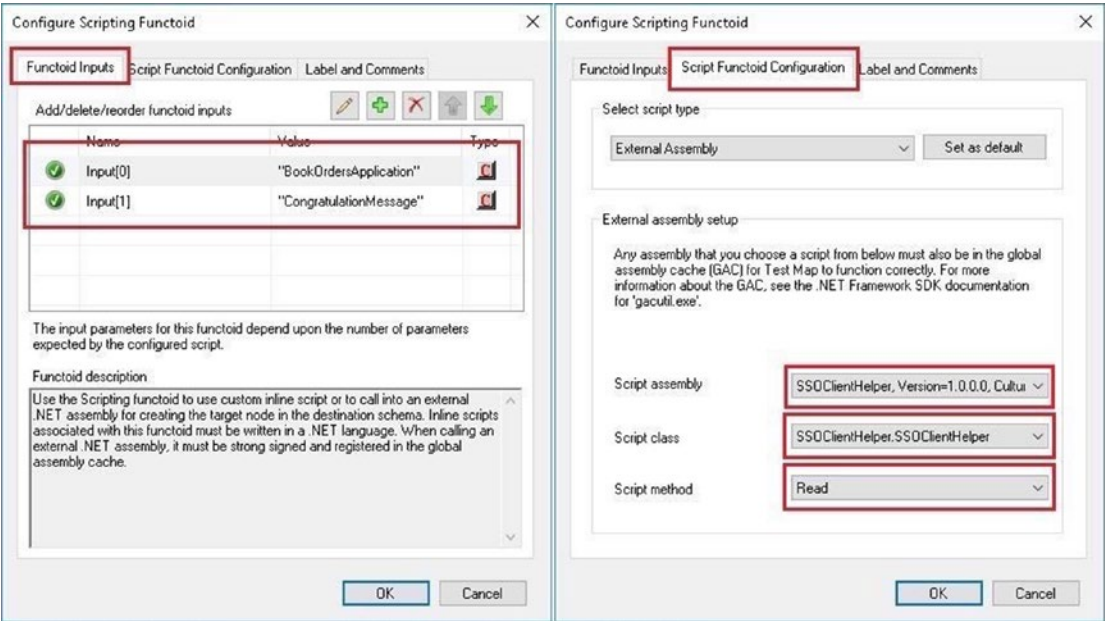 Configure Scripting Functoid
Functoid Inputs Script Functoid Configuration Label and Comments
Add/delete/reorder functoid inputs
Name Value Type
Input[0] "BookOrdersApplication" C
Input[1] "CongratulationMessage" C
The input parameters for this functoid depend upon the number of parameters
expected by the configured script.
Functoid description
Use the Scripting functoid to use custom inline script or to call into an external
.NET assembly for creating the target node in the destination schema. Inline scripts
associated with this functoid must be written in a .NET language. When calling an
external .NET assembly, it must be strong signed and registered in the global
assembly cache.
OK Cancel
Configure Scripting Functoid
Functoid Inputs Script Functoid Configuration Label and Comments
Select script type
External Assembly Set as default
External assembly setup
Any assembly that you choose a script from below must also be in the global
assembly cache (GAC) for Test Map to function correctly. For more
information about the GAC, see the .NET Framework SDK documentation
for 'gacutil.exe'.
Script assembly SSOClientHelper, Version=1.0.0.0, Cultur
Script class SSOClientHelper.SSOClientHelper
Script method Read
OK Cancel